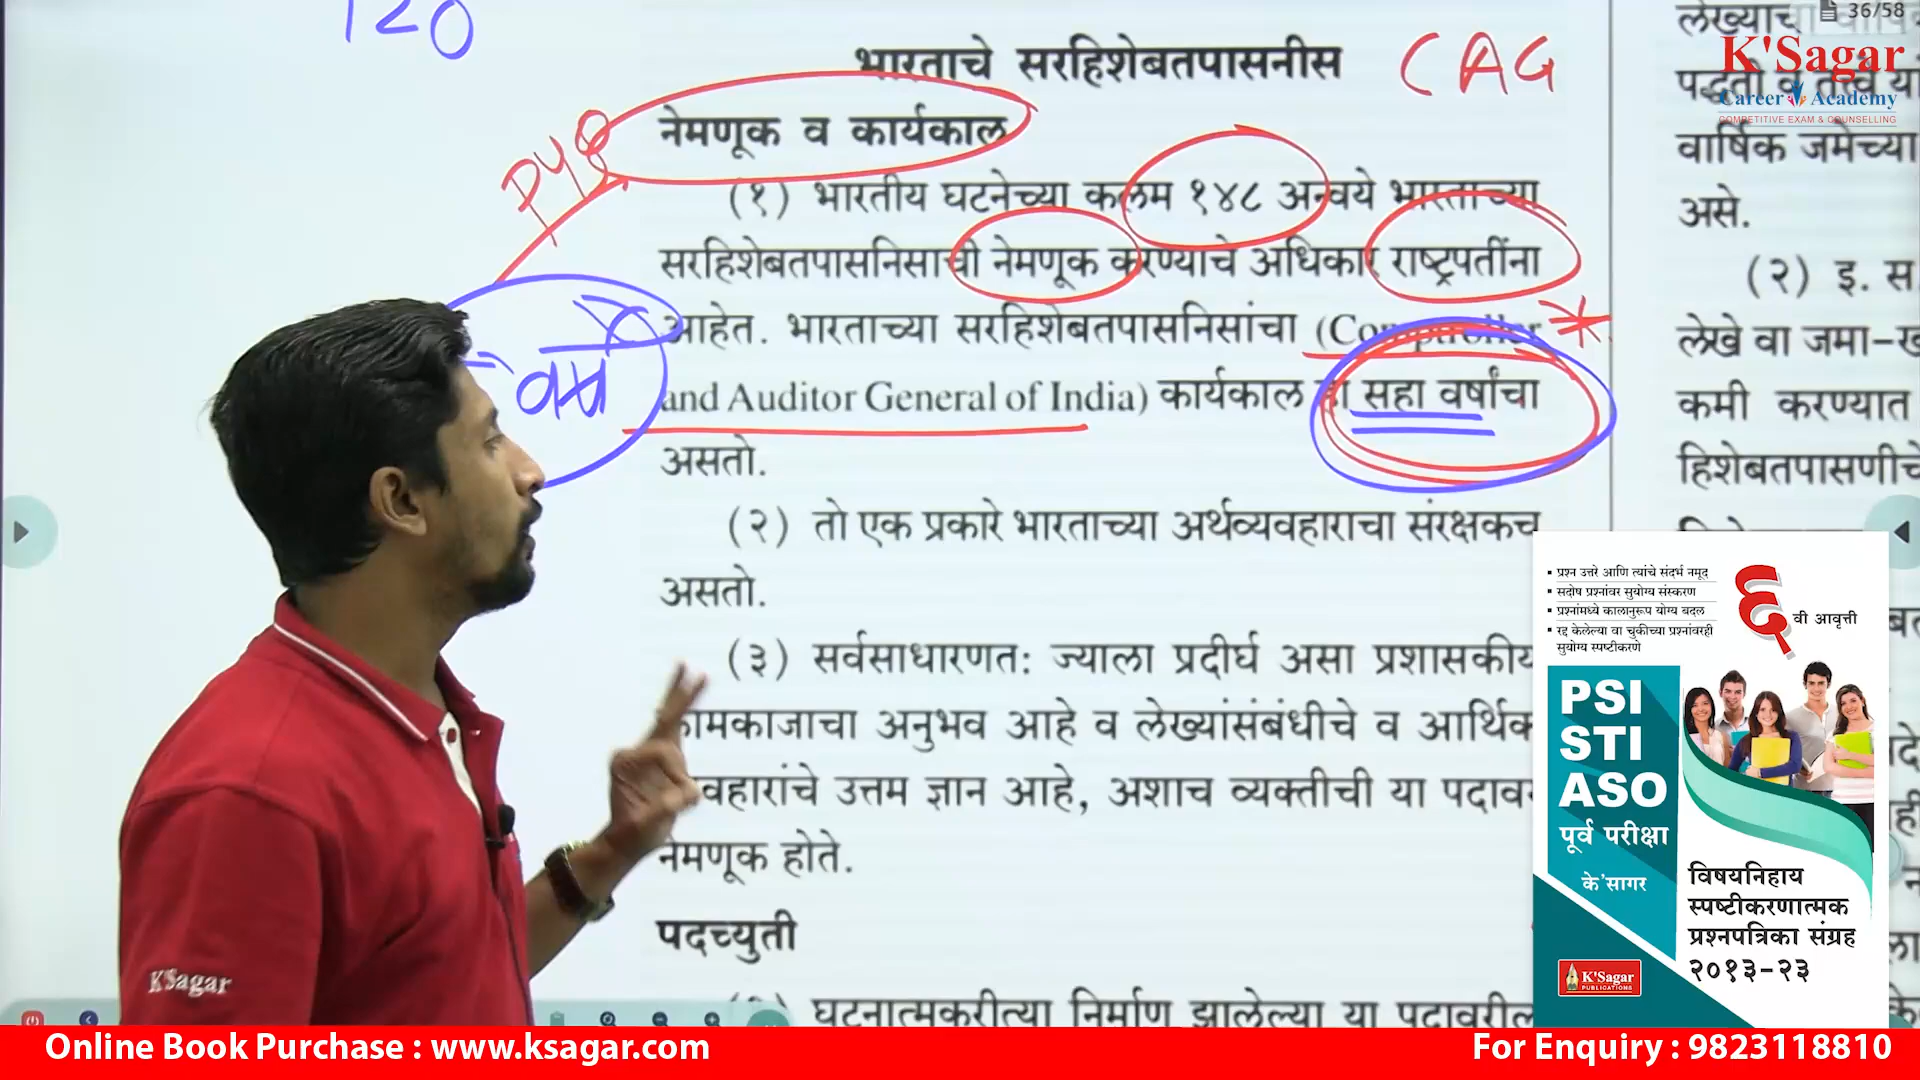 120
36/58
भारताचे सरहिशेबतपासनीस
CAG
नेमणूक व कार्यकाल
PYQ
(१) भारतीय घटनेच्या कलम १४८ अन्वये भारताच्या
सरहिशेबतपासनिसाची नेमणूक करण्याचे अधिकार राष्ट्रपतींना
आहेत. भारताच्या सरहिशेबतपासनिसांचा (Comptroller
and Auditor General of India) कार्यकाल हा सहा वर्षांचा
असतो.
वर्ष
(२) तो एक प्रकारे भारताच्या अर्थव्यवहाराचा संरक्षकच
असतो.
(३) सर्वसाधारणत: ज्याला प्रदीर्घ असा प्रशासकीय
कामकाजाचा अनुभव आहे व लेख्यांसंबंधीचे व आर्थिक
व्यवहारांचे उत्तम ज्ञान आहे, अशाच व्यक्तीची या पदावर
नेमणूक होते.
पदच्युती
घटनात्मकरीत्या निर्माण झालेल्या या पदावरील
K'Sagar
Career Academy
COMPETITIVE EXAM & COUNSELLING
पद्धती व तत्त्व
वार्षिक जमेच्या
असे.
(२) इ. स.
लेखे वा जमा-ख
कमी करण्यात
हिशेबतपासणीचे
प्रश्न उत्तरे आणि त्यांचे संदर्भ नमूद
सदोष प्रश्नांवर सुयोग्य संस्करण
प्रश्नांमध्ये कालानुरूप योग्य बदल
रद्द केलेल्या वा चुकीच्या प्रश्नांवरही
सुयोग्य स्पष्टीकरणे
६ वी आवृत्ती
PSI
STI
ASO
पूर्व परीक्षा
के'सागर
विषयनिहाय
स्पष्टीकरणात्मक
प्रश्नपत्रिका संग्रह
२०१३-२३
K'Sagar
PUBLICATIONS
K'Sagar
Online Book Purchase : www.ksagar.com
For Enquiry : 9823118810